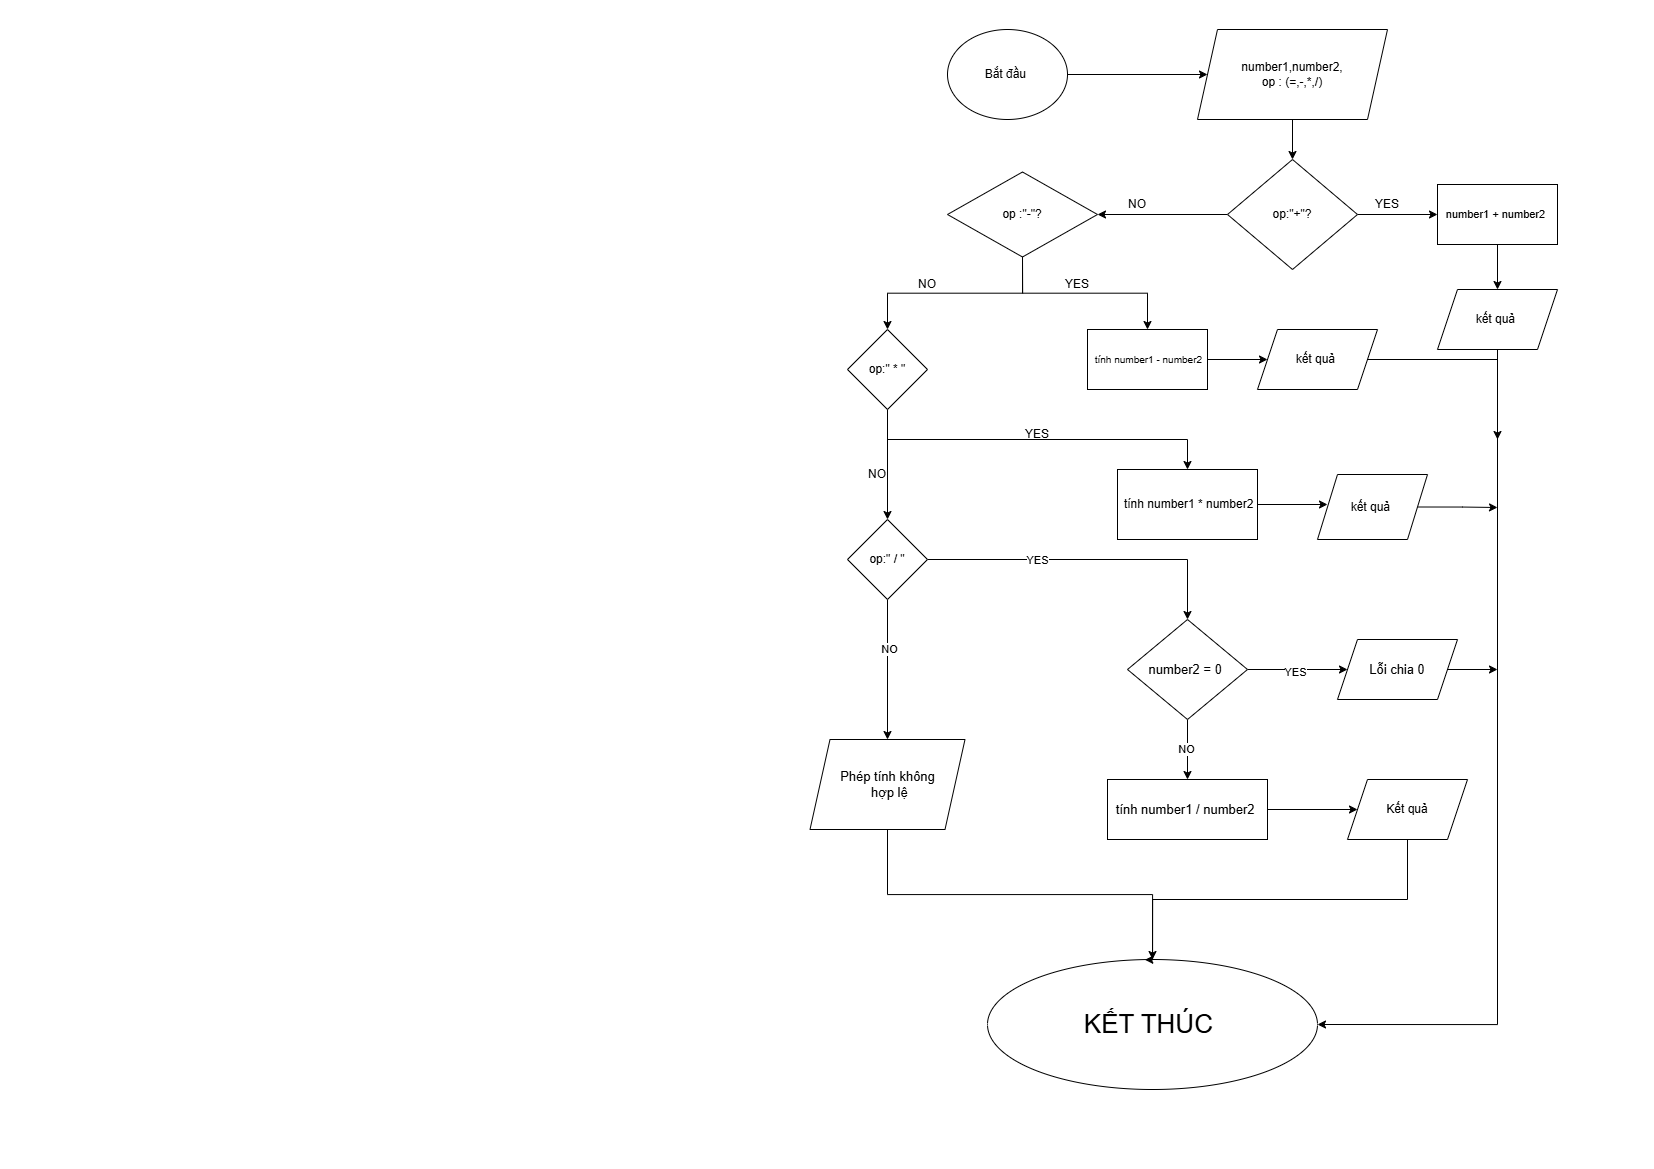 Bắt đầu
number1,number2,
op : (=,-,*,/)
op :"-"?
NO
op:"+"?
YES
number1 + number2
NO
YES
kết quả
op:" * "
tính number1 - number2
kết quả
YES
NO
tính number1 * number2
kết quả
op:" / "
YES
NO
number2 = 0
YES
Lỗi chia 0
NO
Phép tính không
hợp lệ
tính number1 / number2
Kết quả
KẾT THÚC